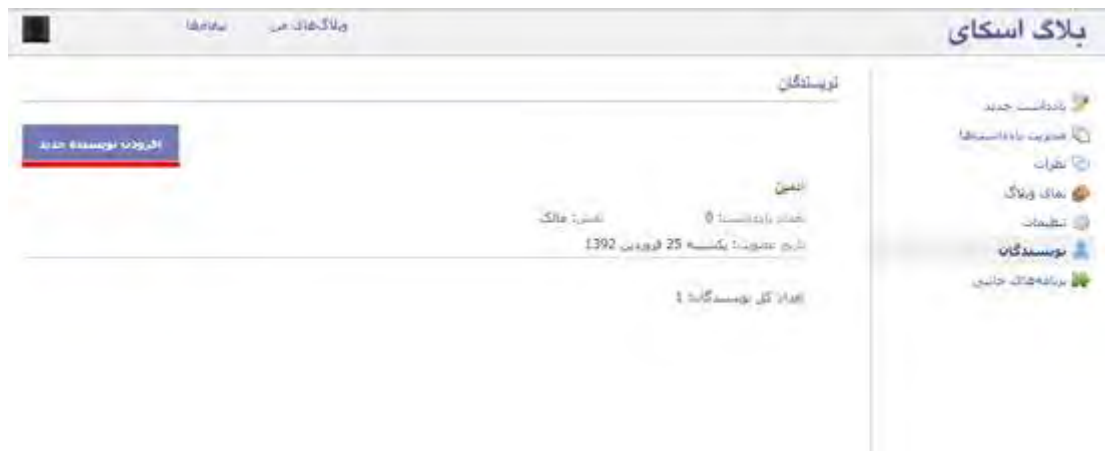 بلاگ اسکای
وبلاگ‌های من
پیام‌ها
یادداشت جدید
مدیریت یادداشت‌ها
نظرات
نمای وبلاگ
تنظیمات
نویسندگان
برنامه‌های جانبی
نویسندگان
افزودن نویسنده جدید
ادمین
تعداد یادداشت: 0 نقش: مالک
تاریخ عضویت: یکشنبه 25 فروردین 1392
تعداد کل نویسندگان: 1